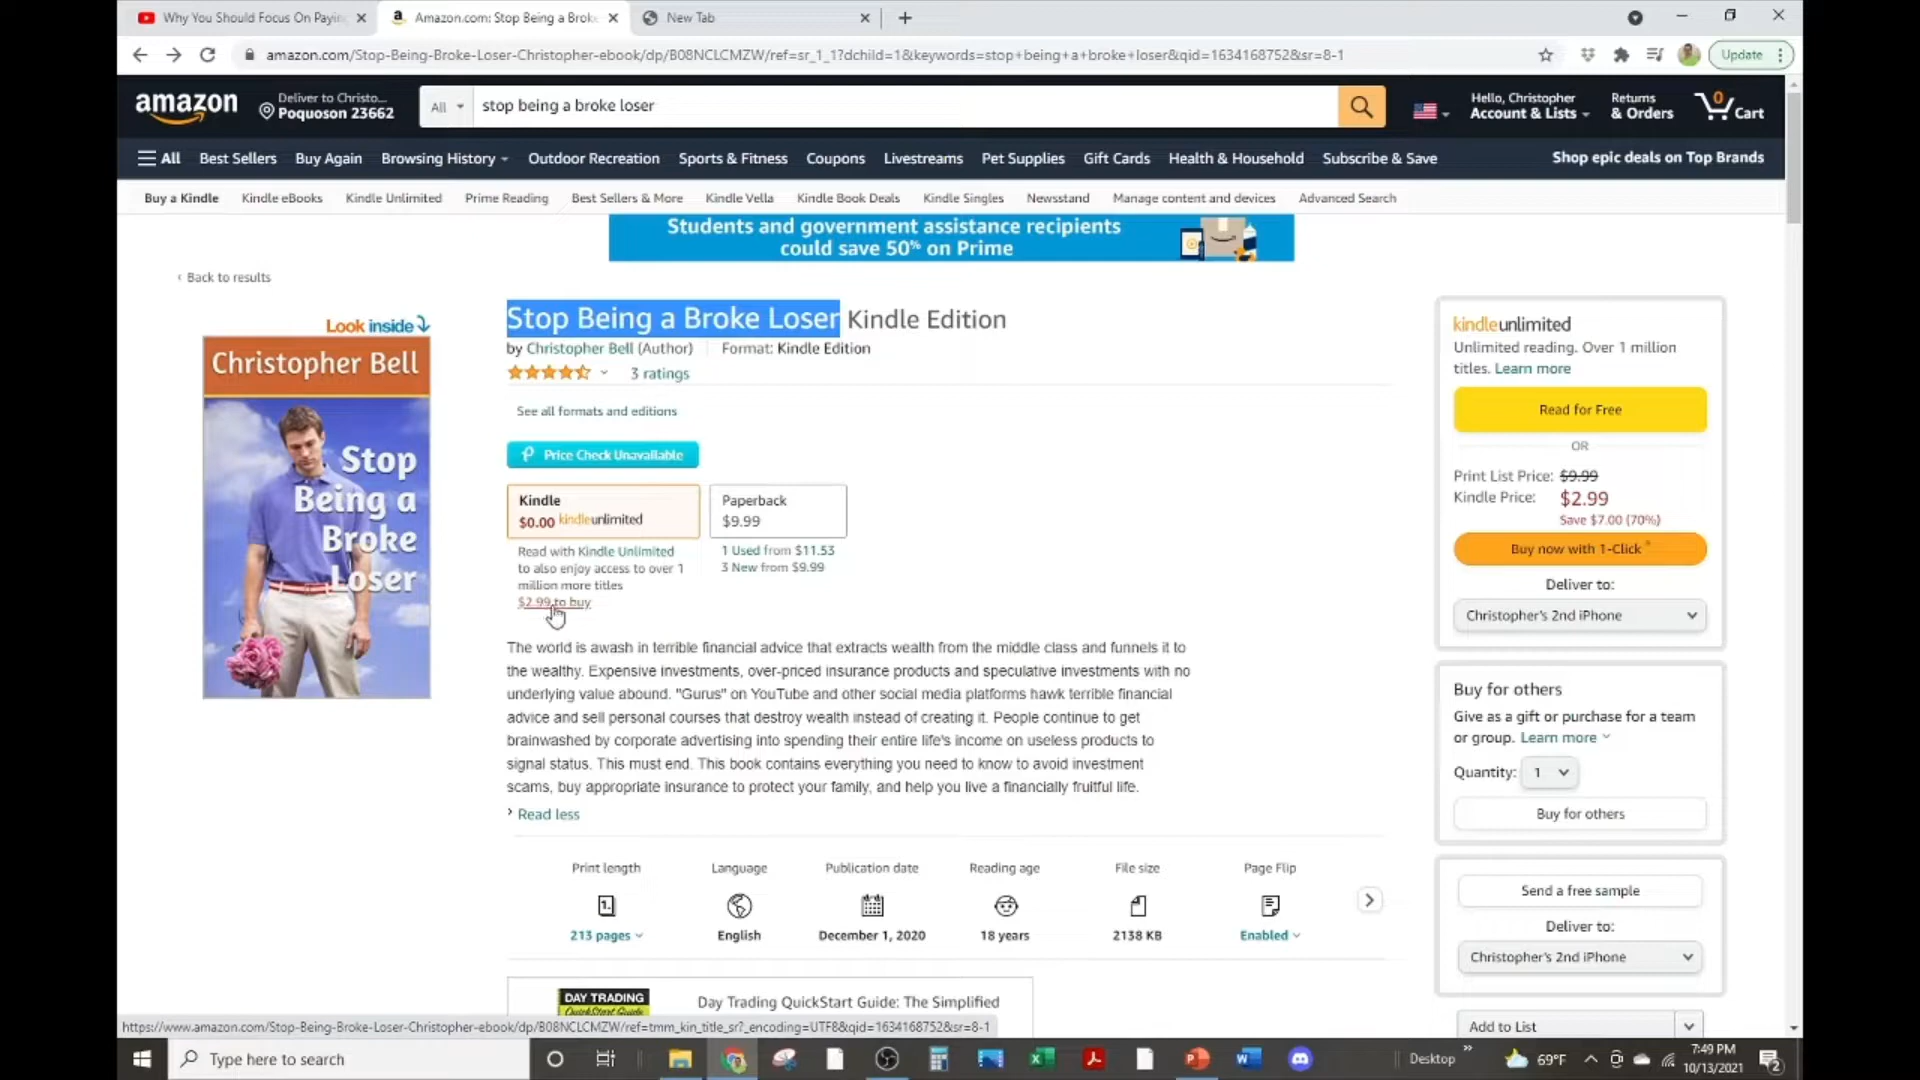 Why You Should Focus On Payin
Amazon.com: Stop Being a Brok
New Tab
amazon.com/Stop-Being-Broke-Loser-Christopher-ebook/dp/B08NCLCMZW/ref=sr_1_1?dchild=1&keywords=stop+being+a+broke+loser&qid=1634168752&sr=8-1
Update
amazon
Deliver to Christo...
Poquoson 23662
All
stop being a broke loser
Hello, Christopher
Account & Lists
Returns
& Orders
0
Cart
All
Best Sellers
Buy Again
Browsing History
Outdoor Recreation
Sports & Fitness
Coupons
Livestreams
Pet Supplies
Gift Cards
Health & Household
Subscribe & Save
Shop epic deals on Top Brands
Buy a Kindle
Kindle eBooks
Kindle Unlimited
Prime Reading
Best Sellers & More
Kindle Vella
Kindle Book Deals
Kindle Singles
Newsstand
Manage content and devices
Advanced Search
Students and government assistance recipients
could save 50% on Prime
‹ Back to results
Look inside
Christopher Bell
Stop
Being a
Broke
Loser
Stop Being a Broke Loser Kindle Edition
by Christopher Bell (Author)
Format: Kindle Edition
3 ratings
See all formats and editions
Price Check Unavailable
Kindle
$0.00 kindleunlimited
Read with Kindle Unlimited
to also enjoy access to over 1
million more titles
$2.99 to buy
Paperback
$9.99
1 Used from $11.53
3 New from $9.99
The world is awash in terrible financial advice that extracts wealth from the middle class and funnels it to
the wealthy. Expensive investments, over-priced insurance products and speculative investments with no
underlying value abound. "Gurus" on YouTube and other social media platforms hawk terrible financial
advice and sell personal courses that destroy wealth instead of creating it. People continue to get
brainwashed by corporate advertising into spending their entire life's income on useless products to
signal status. This must end. This book contains everything you need to know to avoid investment
scams, buy appropriate insurance to protect your family, and help you live a financially fruitful life.
Read less
Print length
213 pages
Language
English
Publication date
December 1, 2020
Reading age
18 years
File size
2138 KB
Page Flip
Enabled
DAY TRADING
QuickStart Guide
Day Trading QuickStart Guide: The Simplified
kindleunlimited
Unlimited reading. Over 1 million
titles. Learn more
Read for Free
OR
Print List Price: $9.99
Kindle Price: $2.99
Save $7.00 (70%)
Buy now with 1-Click ®
Deliver to:
Christopher's 2nd iPhone
Buy for others
Give as a gift or purchase for a team
or group. Learn more
Quantity: 1
Buy for others
Send a free sample
Deliver to:
Christopher's 2nd iPhone
Add to List
https://www.amazon.com/Stop-Being-Broke-Loser-Christopher-ebook/dp/B08NCLCMZW/ref=tmm_kin_title_sr?_encoding=UTF8&qid=1634168752&sr=8-1
Type here to search
Desktop
69°F
7:49 PM
10/13/2021
2